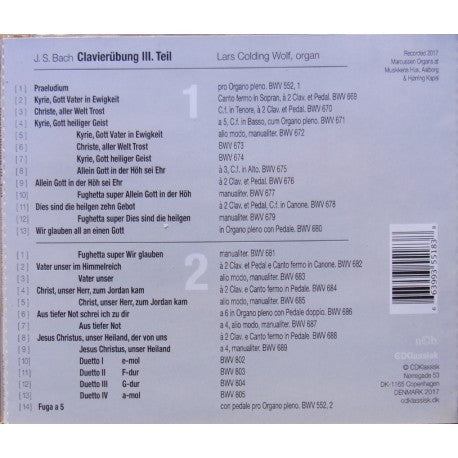 J. S. Bach Clavierübung III. Teil
Lars Colding Wolf, organ
Recorded 2017
Marcussen Organs at
Musikkens Hus, Aalborg
& Hjørring Kapel
1
[1] Praeludium pro Organo pleno. BWV 552, 1
[2] Kyrie, Gott Vater in Ewigkeit Canto fermo in Sopran, à 2 Clav. et Pedal. BWV 669
[3] Christe, aller Welt Trost C.f. in Tenore, à 2 Clav. et Pedal. BWV 670
[4] Kyrie, Gott heiliger Geist a 5, C.f. in Basso, cum Organo pleno. BWV 671
[5] Kyrie, Gott Vater in Ewigkeit alio modo, manualiter. BWV 672
[6] Christe, aller Welt Trost BWV 673
[7] Kyrie, Gott heiliger Geist BWV 674
[8] Allein Gott in der Höh sei Ehr à 3, C.f. in Alto. BWV 675
[9] Allein Gott in der Höh sei Ehr à 2 Clav. et Pedal. BWV 676
[10] Fughetta super Allein Gott in der Höh manualiter. BWV 677
[11] Dies sind die heilgen zehn Gebot à 2 Clav. et Pedal, C.f. in Canone. BWV 678
[12] Fughetta super Dies sind die heilgen manualiter. BWV 679
[13] Wir glauben all an einen Gott in Organo pleno con Pedale. BWV 680
2
[1] Fughetta super Wir glauben manualiter. BWV 681
[2] Vater unser im Himmelreich à 2 Clav. et Pedal e Canto fermo in Canone. BWV 682
[3] Vater unser alio modo, manualiter. BWV 683
[4] Christ, unser Herr, zum Jordan kam à 2 Clav. e Canto fermo in Pedale. BWV 684
[5] Christ, unser Herr, zum Jordan kam alio modo, manualiter. BWV 685
[6] Aus tiefer Not schrei ich zu dir a 6 in Organo pleno con Pedale doppio. BWV 686
[7] Aus tiefer Not a 4, alio modo, manualiter. BWV 687
[8] Jesus Christus, unser Heiland, der von uns à 2 Clav. e Canto fermo in Pedale. BWV 688
[9] Jesus Christus, unser Heiland a 4, manualiter. BWV 689
[10] Duetto I e-mol BWV 802
[11] Duetto II F-dur BWV 803
[12] Duetto III G-dur BWV 804
[13] Duetto IV a-mol BWV 805
[14] Fuga a 5 con pedale pro Organo pleno. BWV 552, 2
CDKlassisk
© CDKlassisk
Nørregade 53
DK-1165 Copenhagen
DENMARK 2017
cdklassisk.dk